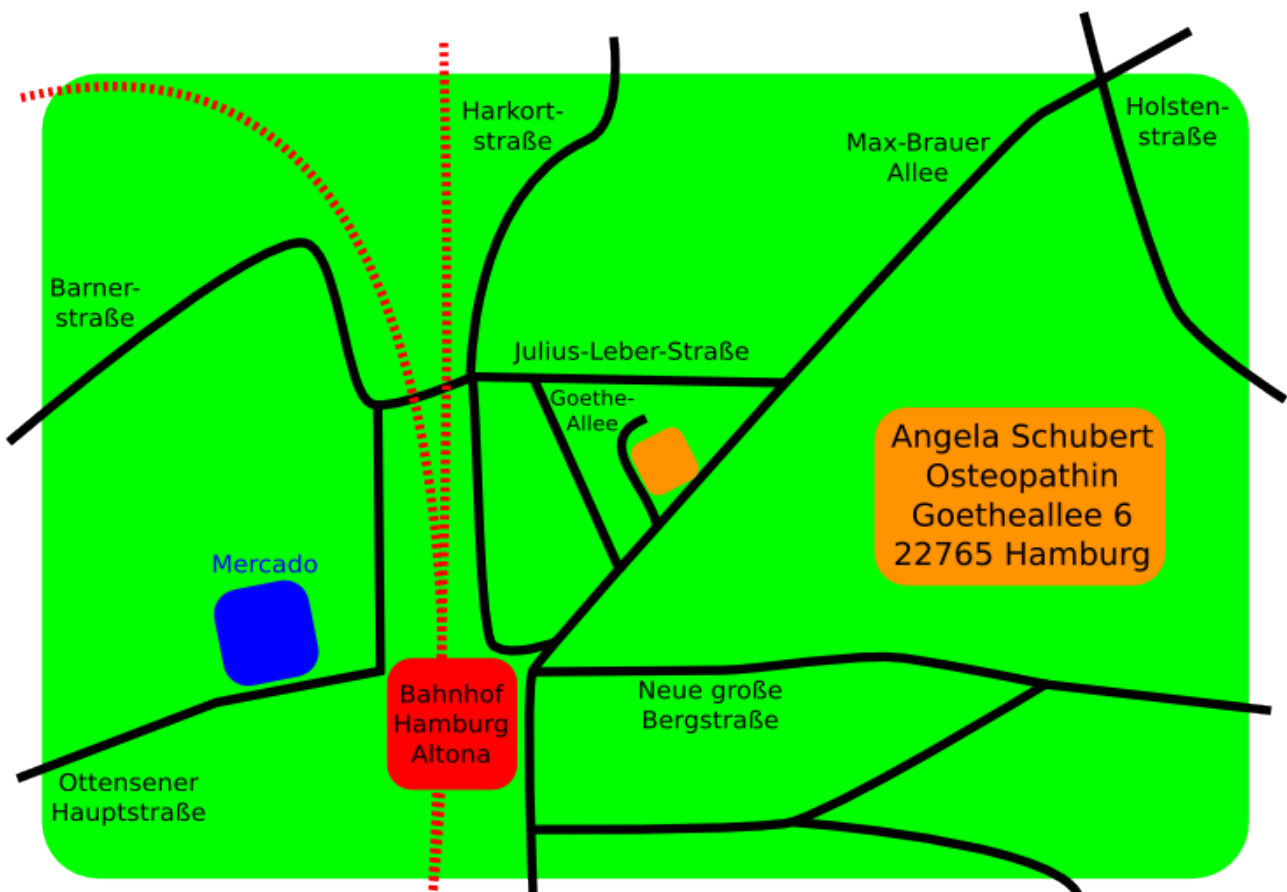 Harkort-
straße
Max-Brauer
Allee
Holsten-
straße
Barner-
straße
Julius-Leber-Straße
Goethe-
Allee
Angela Schubert
Osteopathin
Goetheallee 6
22765 Hamburg
Mercado
Bahnhof
Hamburg
Altona
Neue große
Bergstraße
Ottensener
Hauptstraße